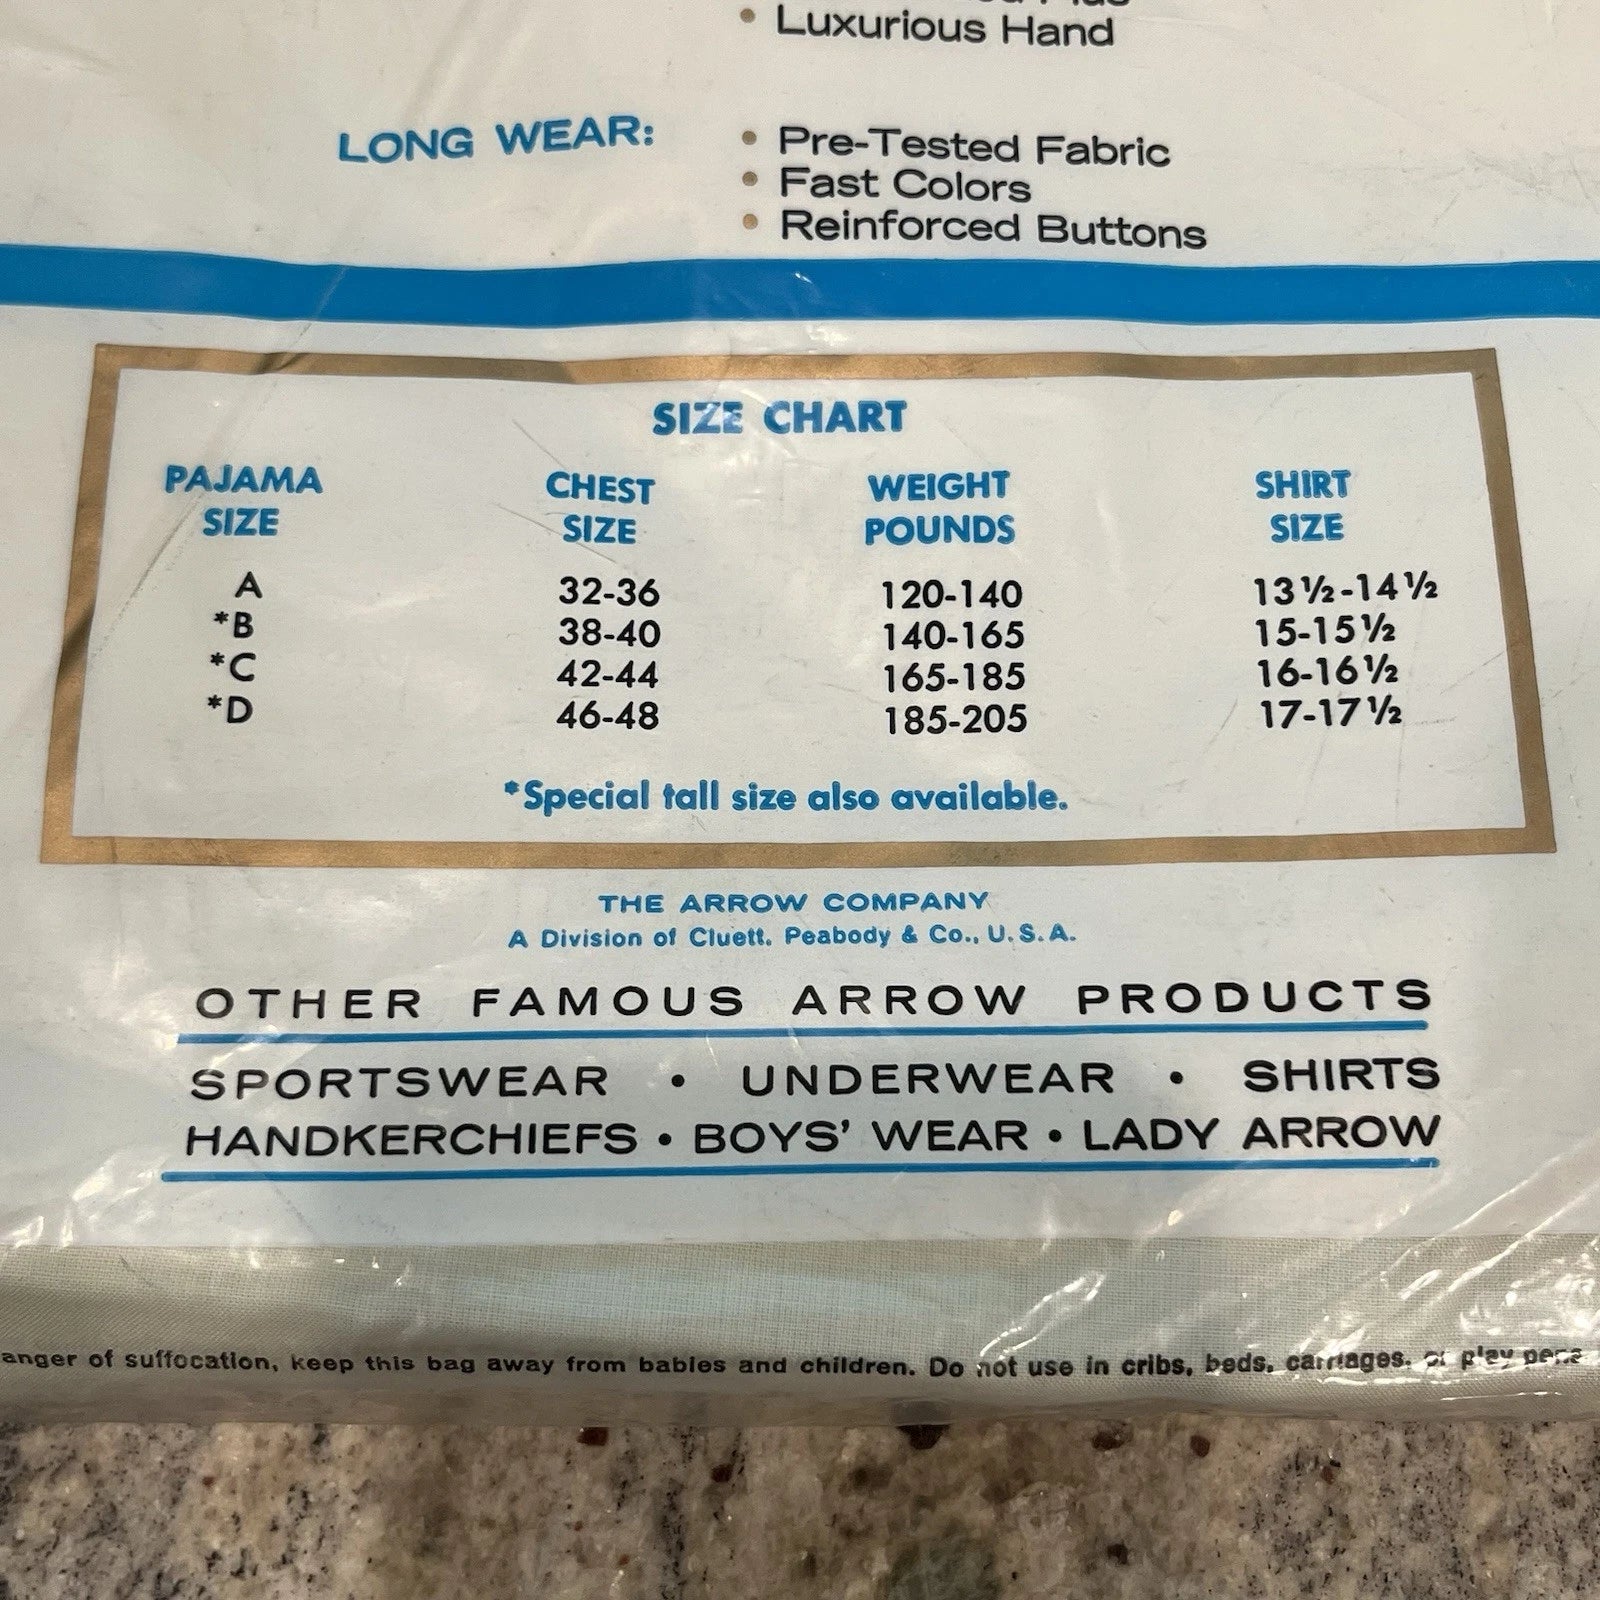 • Luxurious Hand
LONG WEAR: • Pre-Tested Fabric
• Fast Colors
• Reinforced Buttons
SIZE CHART
PAJAMA CHEST WEIGHT SHIRT
SIZE SIZE POUNDS SIZE
A 32-36 120-140 13½-14½
*B 38-40 140-165 15-15½
*C 42-44 165-185 16-16½
*D 46-48 185-205 17-17½
*Special tall size also available.
THE ARROW COMPANY
A Division of Cluett, Peabody & Co., U.S.A.
OTHER FAMOUS ARROW PRODUCTS
SPORTSWEAR • UNDERWEAR • SHIRTS
HANDKERCHIEFS • BOYS' WEAR • LADY ARROW
anger of suffocation, keep this bag away from babies and children. Do not use in cribs, beds, carriages, or play pens